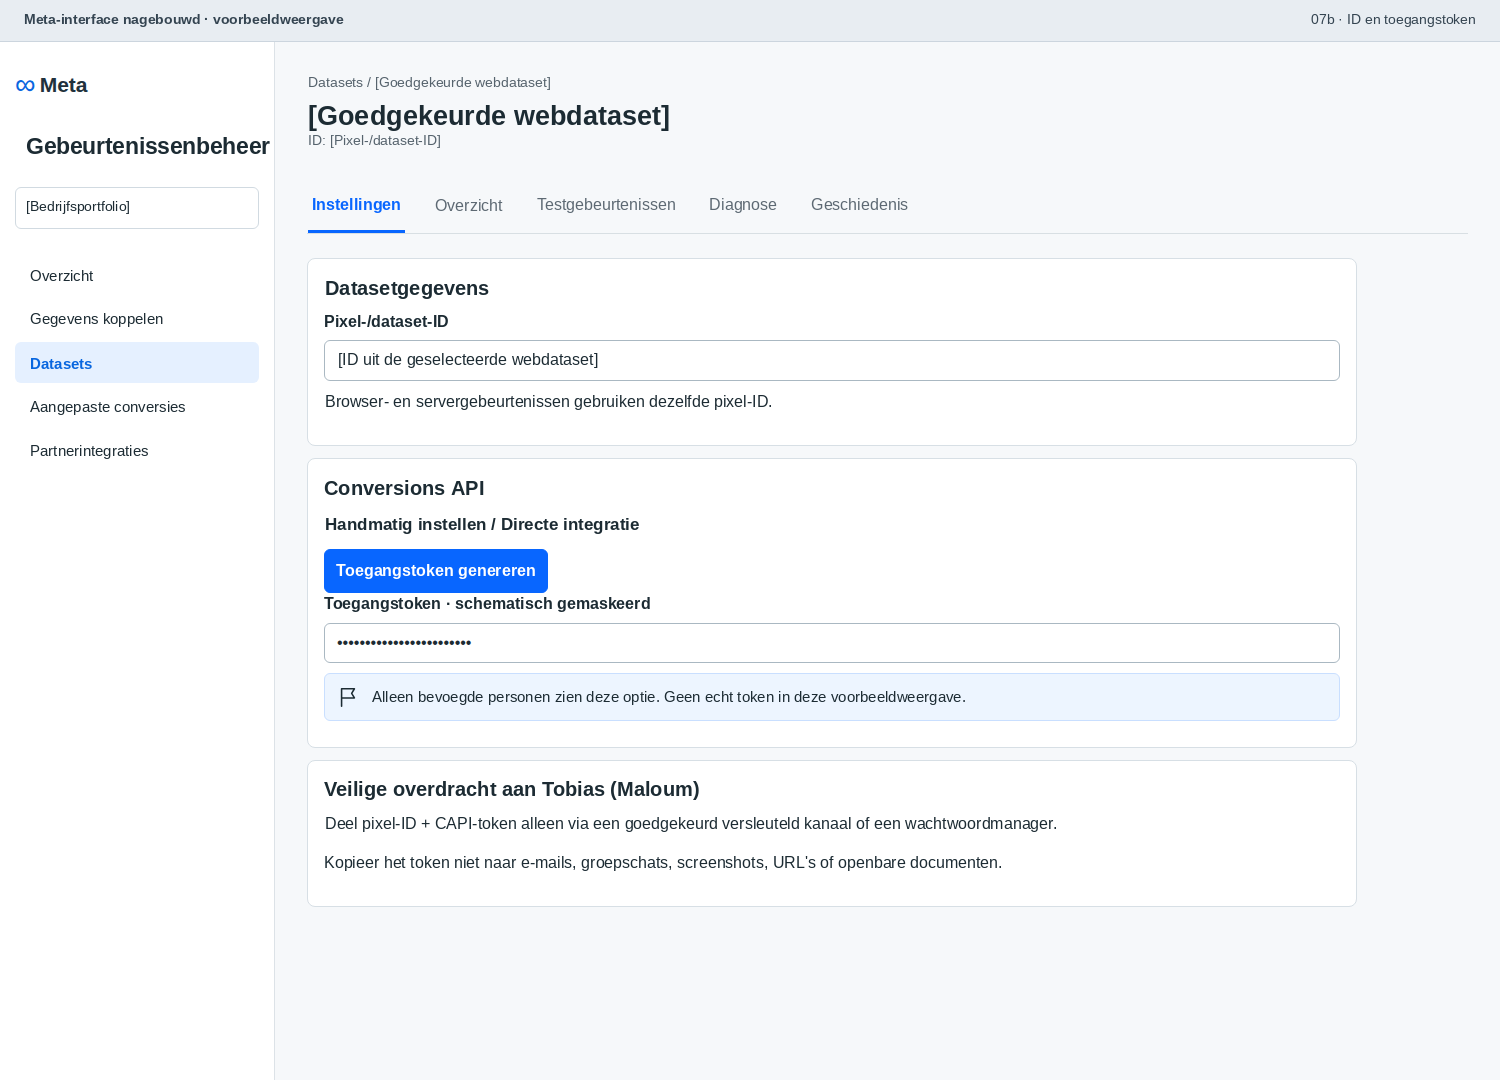 Meta-interface nagebouwd · voorbeeldweergave
07b · ID en toegangstoken
∞ Meta
Gebeurtenissenbeheer
[Bedrijfsportfolio]
Overzicht
Gegevens koppelen
Datasets
Aangepaste conversies
Partnerintegraties
Datasets / [Goedgekeurde webdataset]
[Goedgekeurde webdataset]
ID: [Pixel-/dataset-ID]
Instellingen
Overzicht
Testgebeurtenissen
Diagnose
Geschiedenis
Datasetgegevens
Pixel-/dataset-ID
[ID uit de geselecteerde webdataset]
Browser- en servergebeurtenissen gebruiken dezelfde pixel-ID.
Conversions API
Handmatig instellen / Directe integratie
Toegangstoken genereren
Toegangstoken · schematisch gemaskeerd
••••••••••••••••••••••••
Alleen bevoegde personen zien deze optie. Geen echt token in deze voorbeeldweergave.
Veilige overdracht aan Tobias (Maloum)
Deel pixel-ID + CAPI-token alleen via een goedgekeurd versleuteld kanaal of een wachtwoordmanager.
Kopieer het token niet naar e-mails, groepschats, screenshots, URL's of openbare documenten.